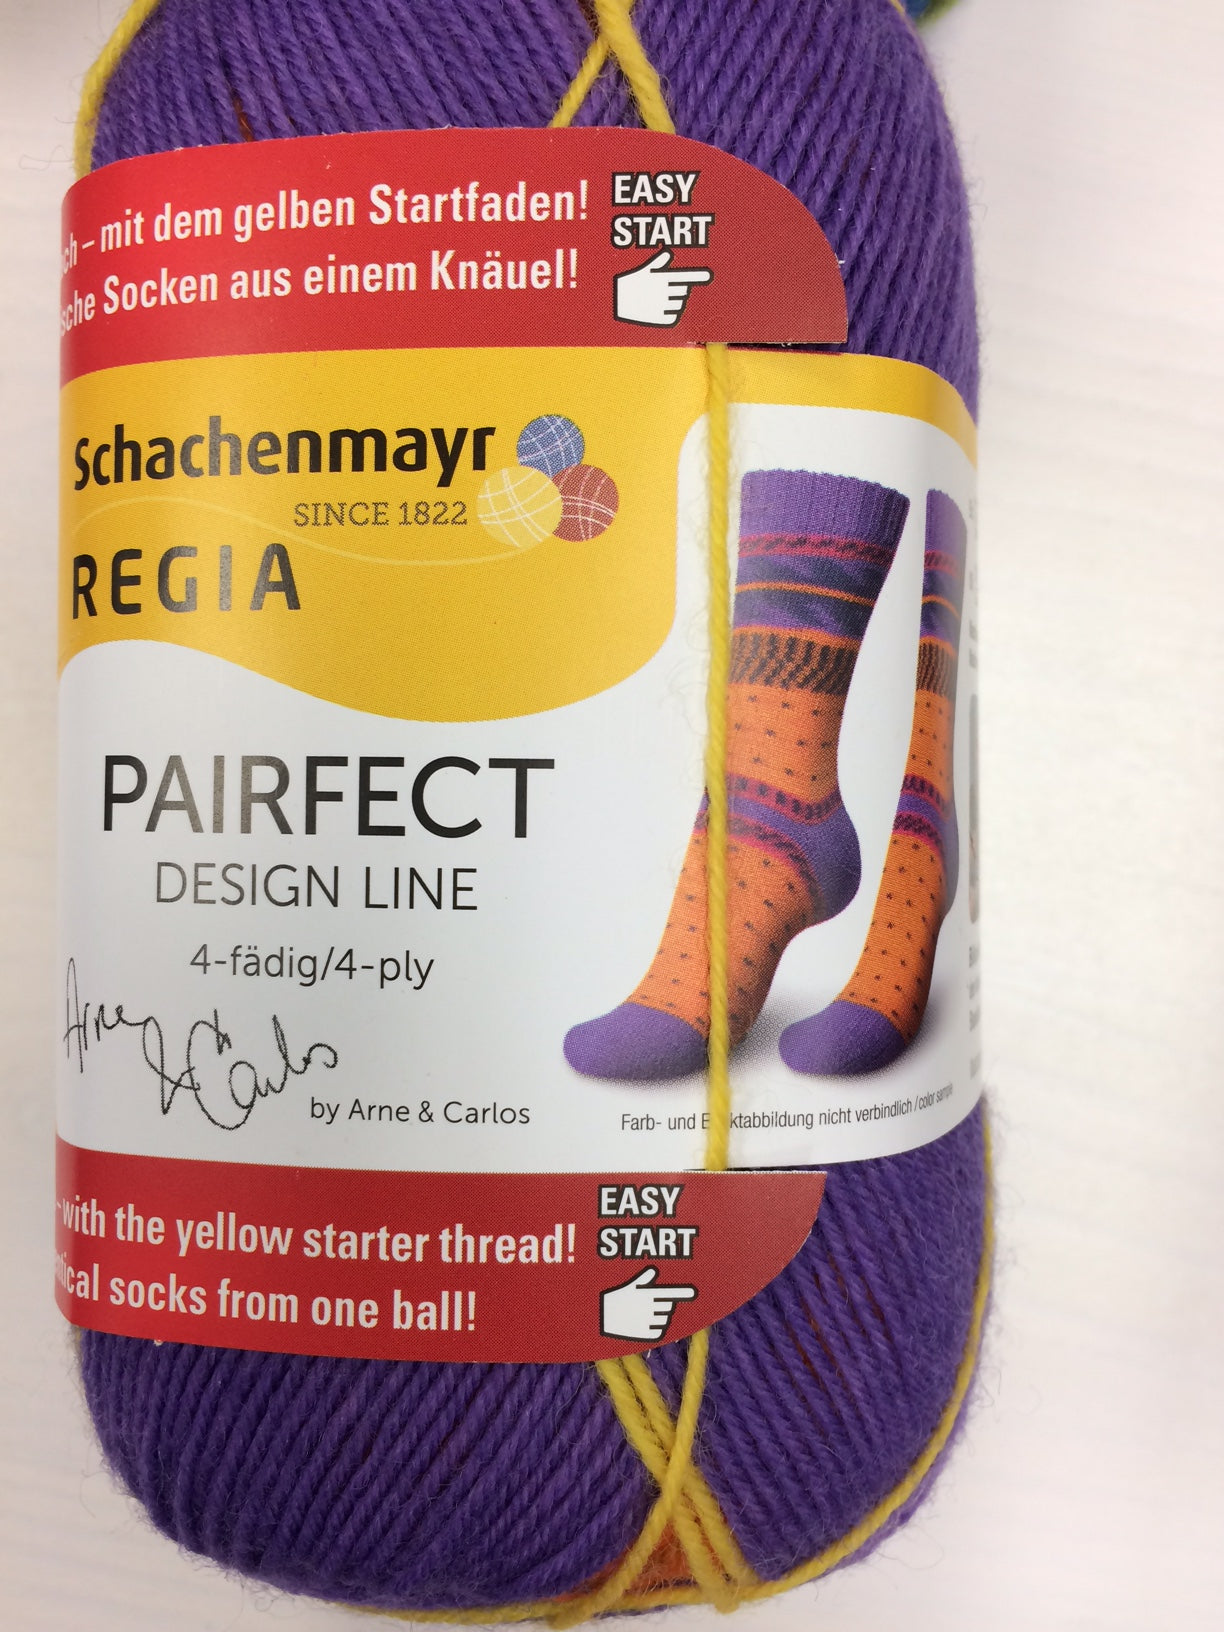 – mit dem gelben Startfaden!
Socken aus einem Knäuel!
EASY
START
Schachenmayr
SINCE 1822
REGIA
PAIRFECT
DESIGN LINE
4-fädig/4-ply
Arne
& Carlos
by Arne & Carlos
Farb- und nicht verbindlich / color sample
–with the yellow starter thread!
socks from one ball!
EASY
START